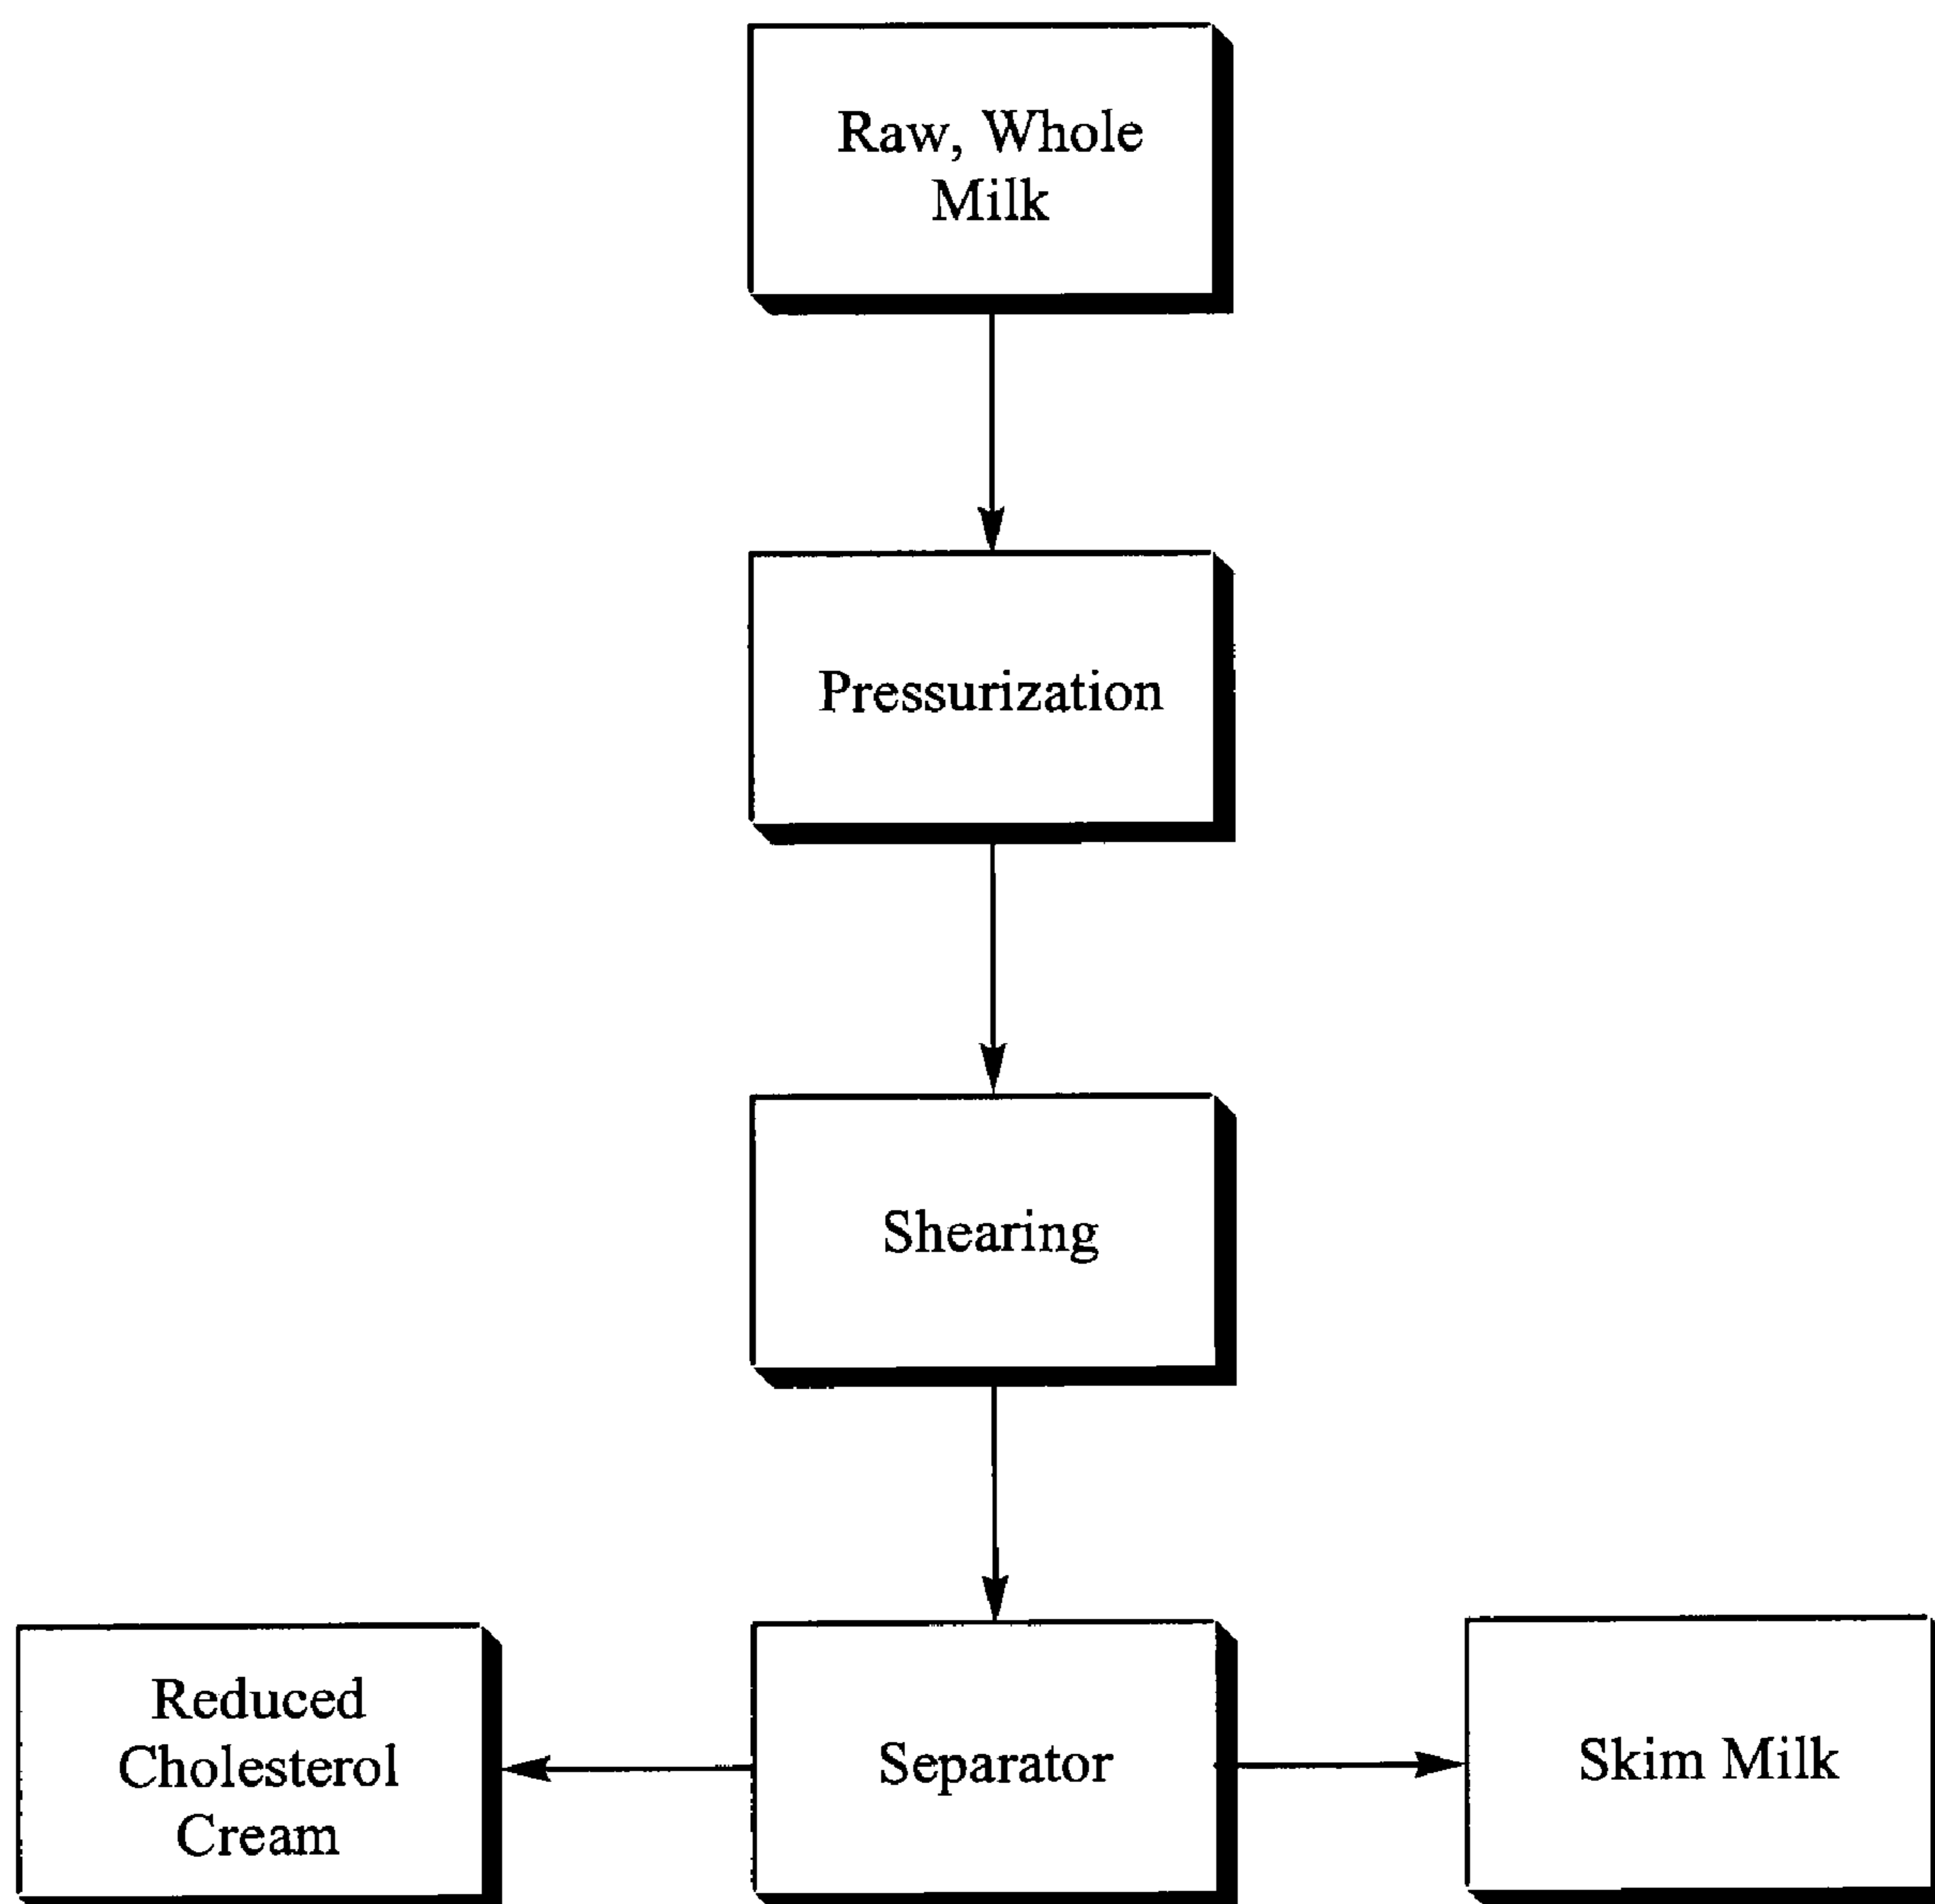 Raw, Whole
Milk
Pressurization
Shearing
Reduced
Cholesterol
Cream
Separator
Skim Milk